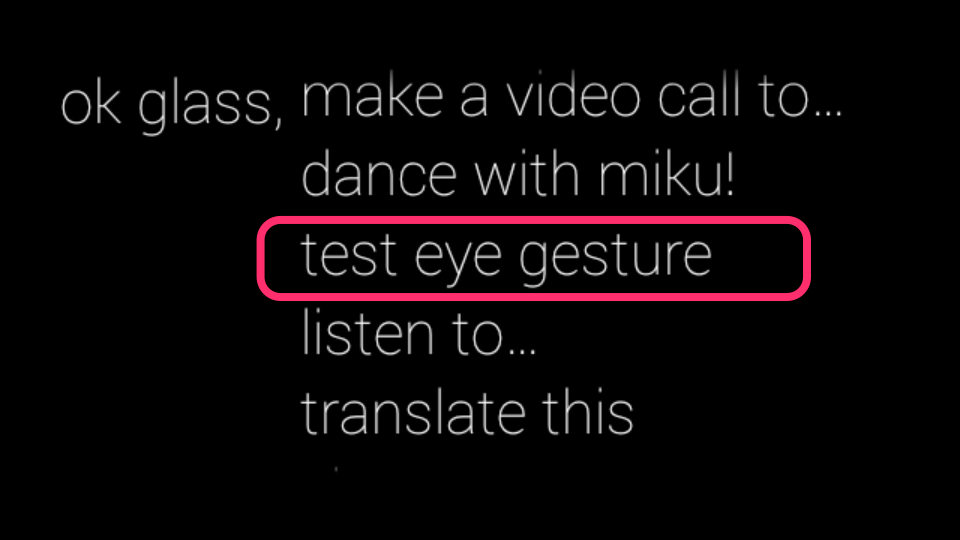 ok glass, make a video call to...
dance with miku!
test eye gesture
listen to...
translate this